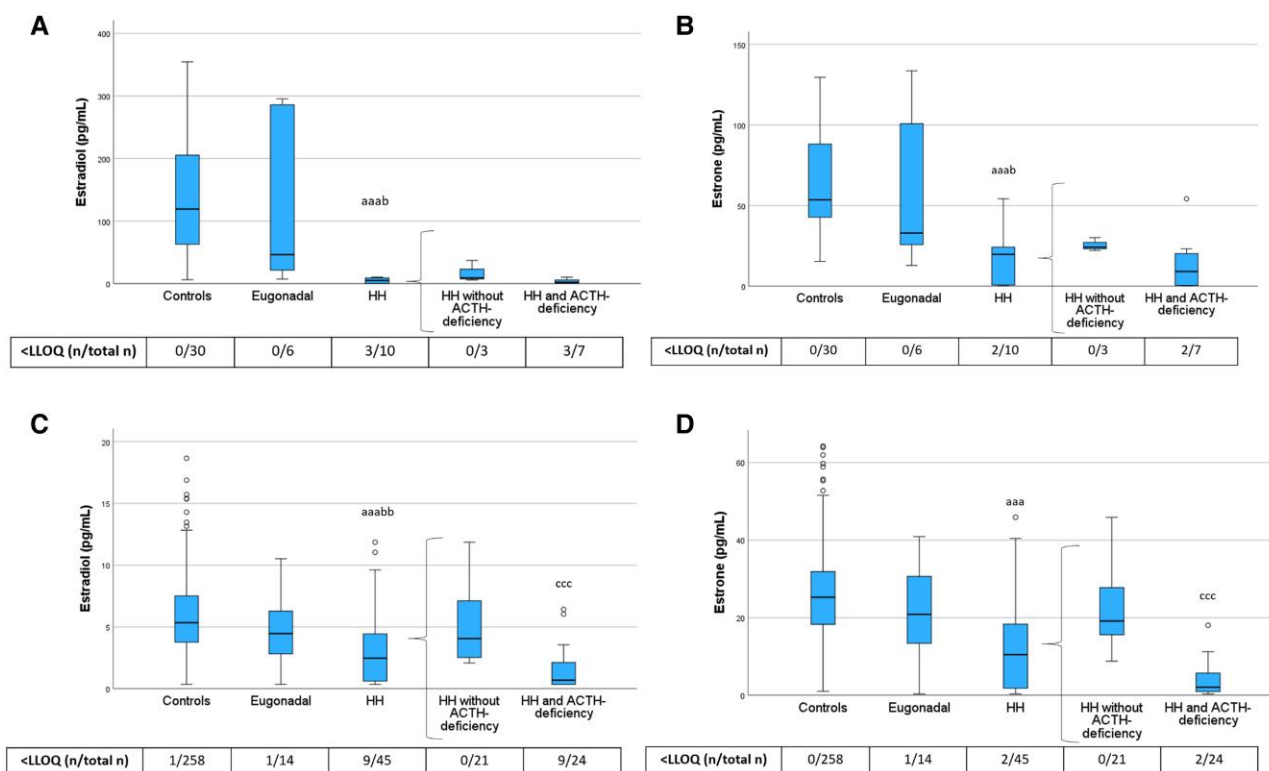 A
Estradiol (pg/mL)
400
300
200
100
0
aaab
Controls
Eugonadal
HH
HH without
ACTH-
deficiency
HH and ACTH-
deficiency
<LLOQ (n/total n) 0/30 0/6 3/10 0/3 3/7
B
Estrone (pg/mL)
150
100
50
0
aaab
Controls
Eugonadal
HH
HH without
ACTH-
deficiency
HH and ACTH-
deficiency
<LLOQ (n/total n) 0/30 0/6 2/10 0/3 2/7
C
Estradiol (pg/mL)
20
15
10
5
0
aaabb
ccc
Controls
Eugonadal
HH
HH without
ACTH-
deficiency
HH and ACTH-
deficiency
<LLOQ (n/total n) 1/258 1/14 9/45 0/21 9/24
D
Estrone (pg/mL)
60
40
20
0
aaa
ccc
Controls
Eugonadal
HH
HH without
ACTH-
deficiency
HH and ACTH-
deficiency
<LLOQ (n/total n) 0/258 1/14 2/45 0/21 2/24